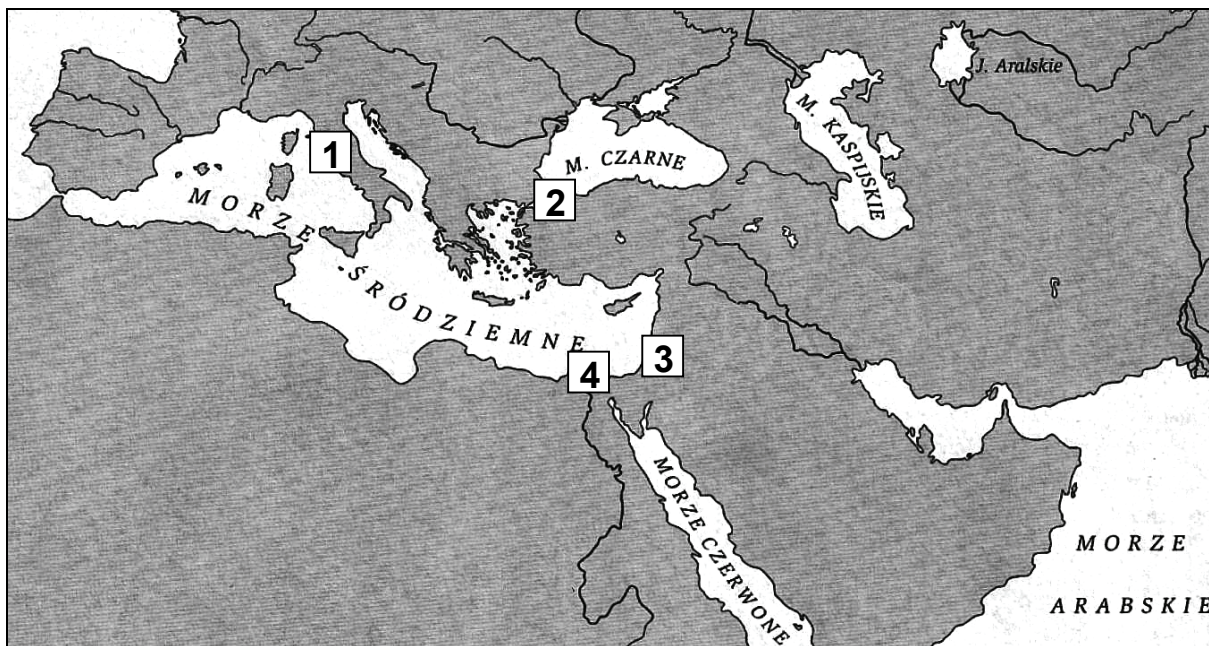 J. Aralskie
M. KASPIJSKIE
M. CZARNE
1
2
MORZE
ŚRÓDZIEMNE
3
4
MORZE CZERWONE
MORZE
ARABSKIE